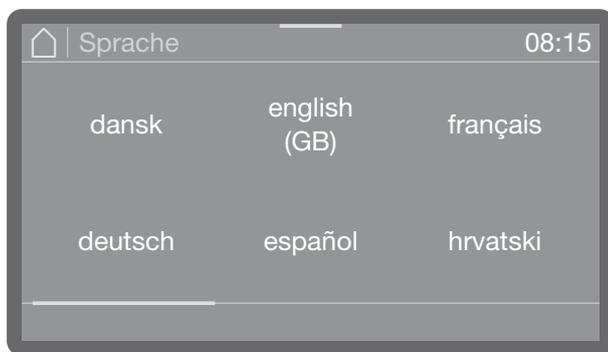 Sprache 08:15
dansk english (GB) français
deutsch español hrvatski